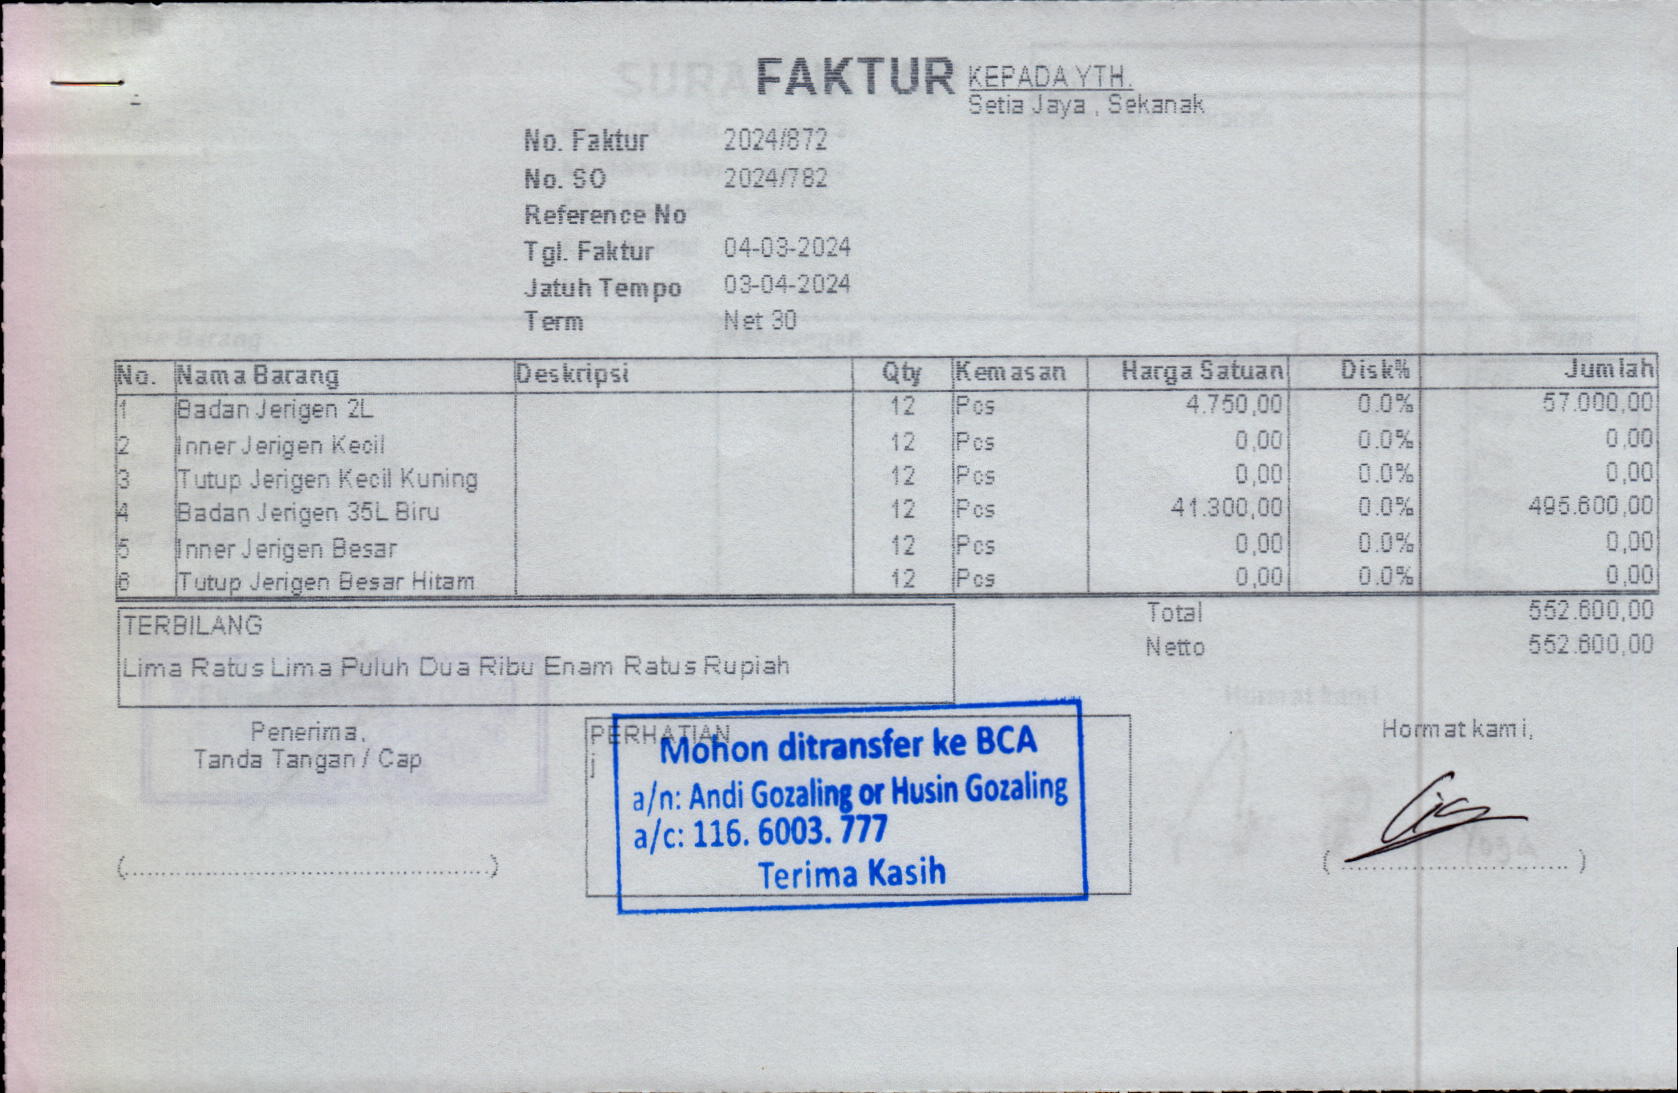 FAKTUR
KEPADA YTH.
Setia Jaya , Sekanak
No. Faktur 2024/872
No. SO 2024/782
Reference No
Tgl. Faktur 04-03-2024
Jatuh Tempo 03-04-2024
Term Net 30
No. Nama Barang Deskripsi Qty Kemasan Harga Satuan Disk% Jumlah
1 Badan Jerigen 2L 12 Pcs 4.750,00 0.0% 57.000,00
2 Inner Jerigen Kecil 12 Pcs 0,00 0.0% 0,00
3 Tutup Jerigen Kecil Kuning 12 Pcs 0,00 0.0% 0,00
4 Badan Jerigen 35L Biru 12 Pcs 41.300,00 0.0% 495.600,00
5 Inner Jerigen Besar 12 Pcs 0,00 0.0% 0,00
6 Tutup Jerigen Besar Hitam 12 Pcs 0,00 0.0% 0,00
Total 552.600,00
Netto 552.600,00
TERBILANG
Lima Ratus Lima Puluh Dua Ribu Enam Ratus Rupiah
Penerima,
Tanda Tangan / Cap
(..................................................)
PERHATIAN
j
Mohon ditransfer ke BCA
a/n: Andi Gozaling or Husin Gozaling
a/c: 116. 6003. 777
Terima Kasih
Hormat kami,
(..............................)